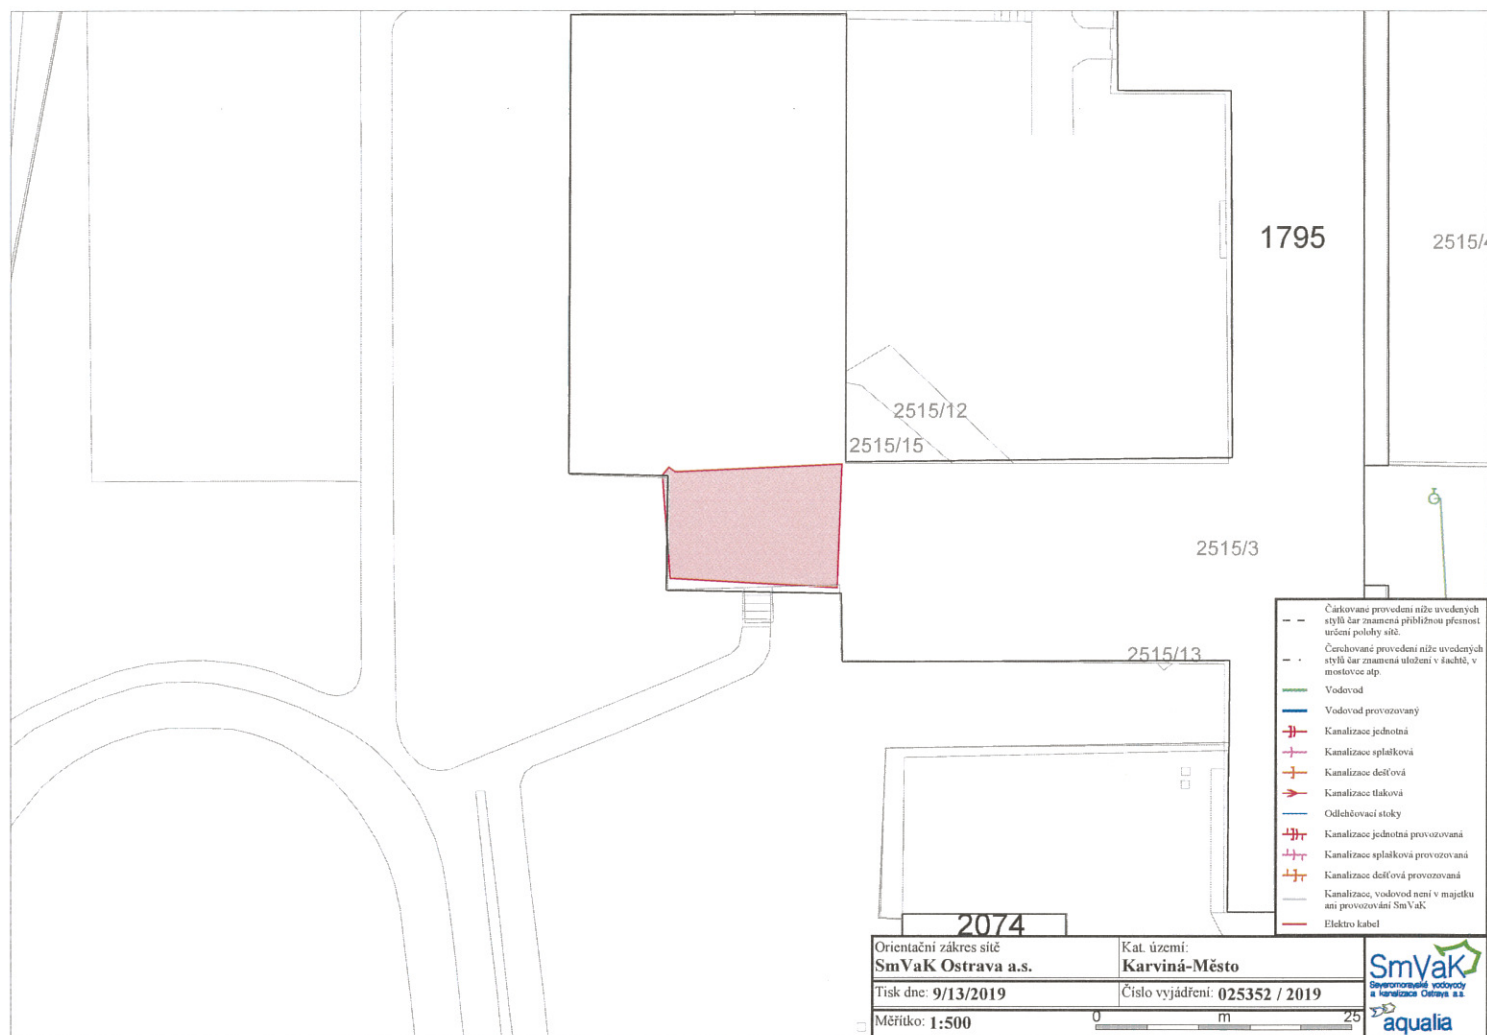 1795
2515/4
2515/12
2515/15
2515/3
2515/13
2074
Čárkované provedení níže uvedených
stylů čar znamená přibližnou přesnost
určení polohy sítě.
Čerchované provedení níže uvedených
stylů čar znamená uložení v šachtě, v
mostovce atp.
Vodovod
Vodovod provozovaný
Kanalizace jednotná
Kanalizace splašková
Kanalizace dešťová
Kanalizace tlaková
Odlehčovací stoky
Kanalizace jednotná provozovaná
Kanalizace splašková provozovaná
Kanalizace dešťová provozovaná
Kanalizace, vodovod není v majetku
ani provozování SmVaK
Elektro kabel
Orientační zákres sítě
SmVaK Ostrava a.s.
Kat. území:
Karviná-Město
Tisk dne: 9/13/2019
Číslo vyjádření: 025352 / 2019
Měřítko: 1:500
0 m 25
SmVaK
Severomoravské vodovody
a kanalizace Ostrava a.s.
aqualia